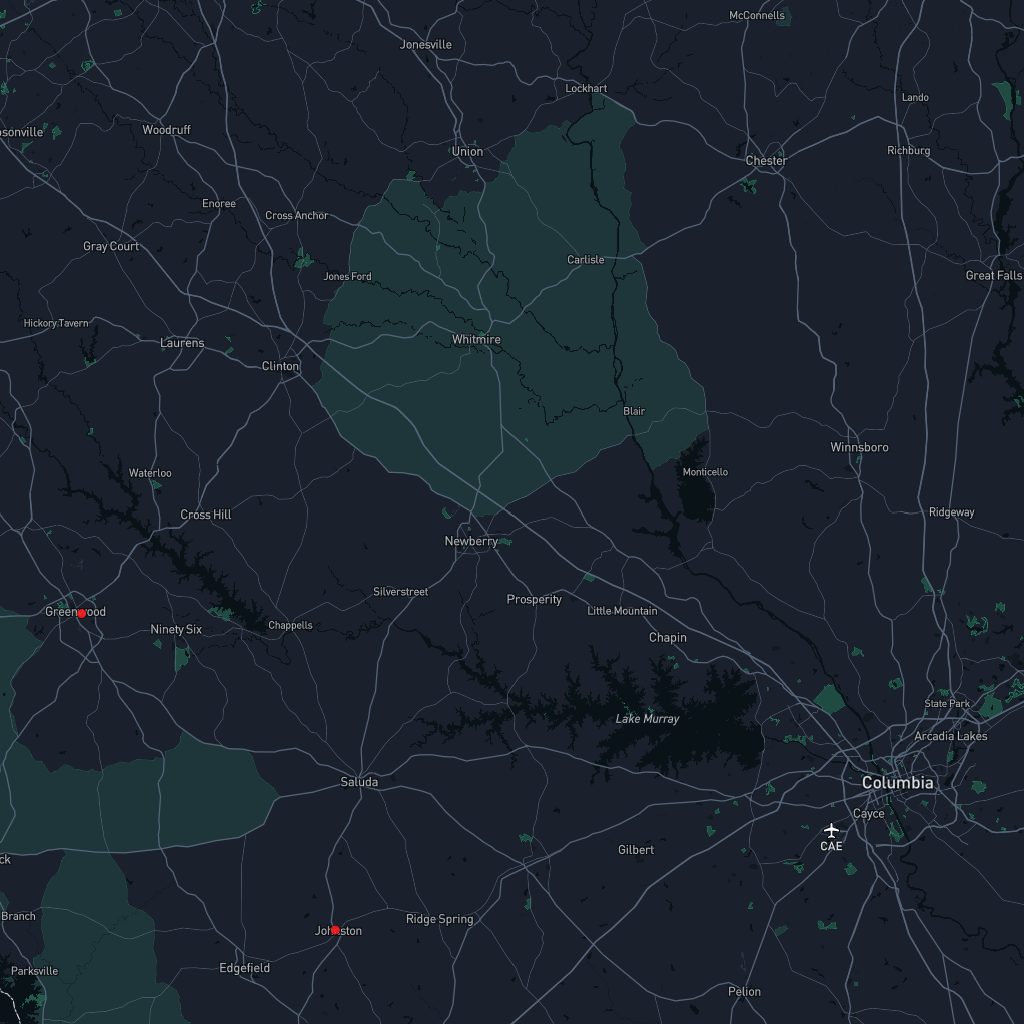 McConnells
Jonesville
Lockhart
Lando
Woodruff
Union
Chester
Richburg
Enoree
Cross Anchor
Gray Court
Carlisle
Jones Ford
Great Falls
Hickory Tavern
Laurens
Whitmire
Clinton
Blair
Winnsboro
Waterloo
Monticello
Cross Hill
Ridgeway
Newberry
Silverstreet
Prosperity
Greenwood
Little Mountain
Ninety Six
Chappells
Chapin
State Park
Lake Murray
Arcadia Lakes
Saluda
Columbia
Cayce
CAE
Gilbert
Branch
Ridge Spring
Johnston
Edgefield
Parksville
Pelion